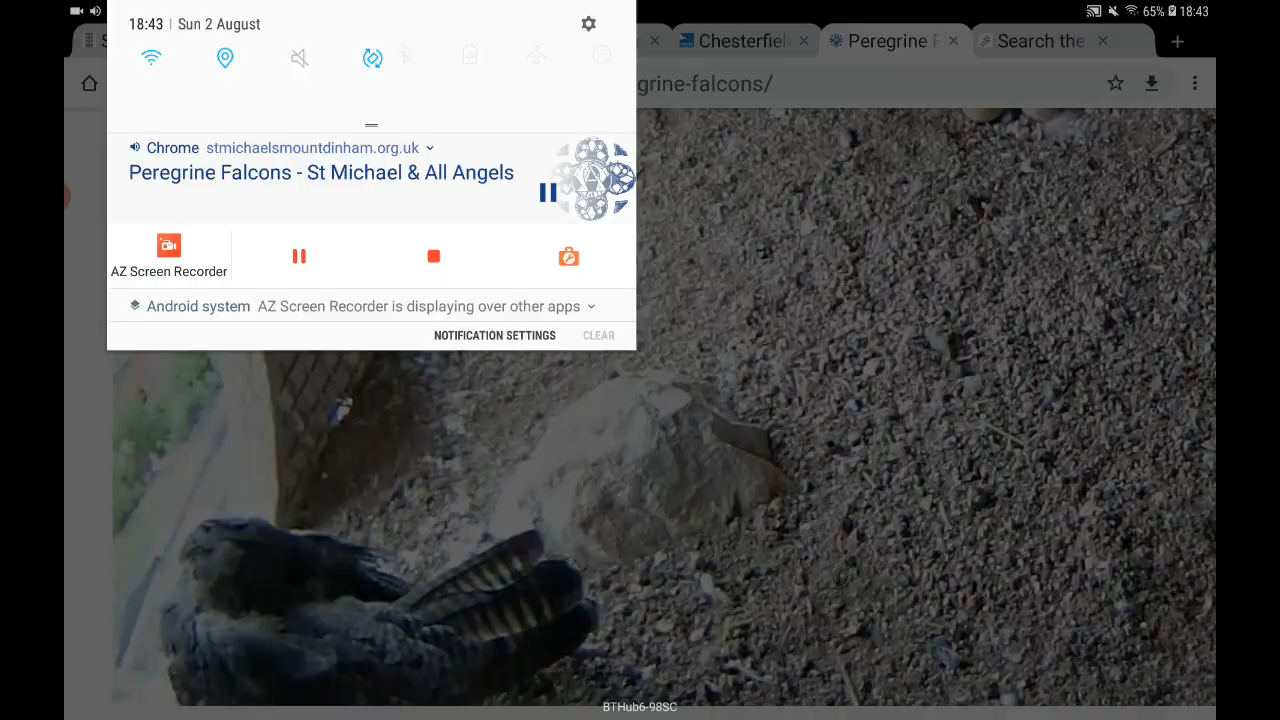 18:43 | Sun 2 August
65% 18:43
Chesterfiel
Peregrine F
Search the
grine-falcons/
Chrome stmichaelsmountdinham.org.uk
Peregrine Falcons - St Michael & All Angels
AZ Screen Recorder
Android system AZ Screen Recorder is displaying over other apps
NOTIFICATION SETTINGS CLEAR
BTHub6-98SC